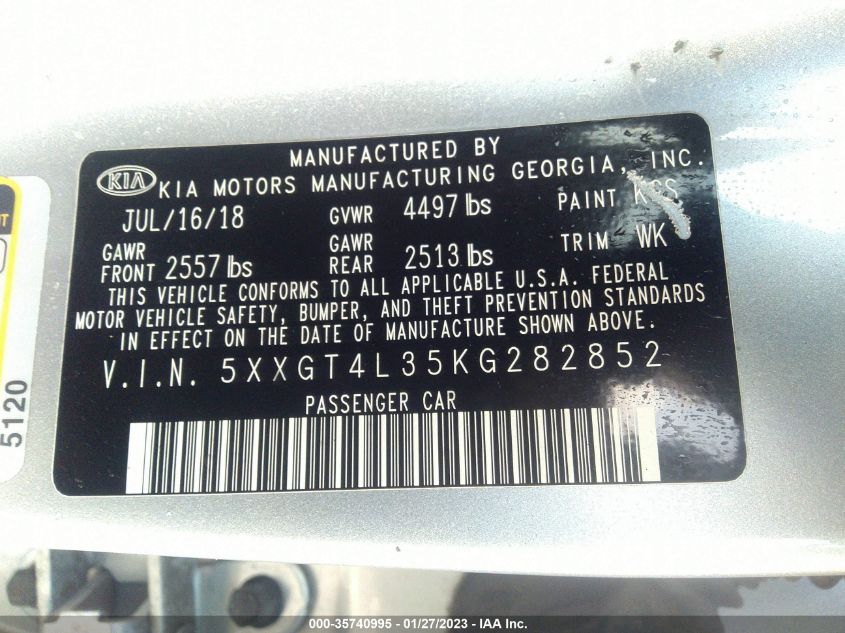 MANUFACTURED BY
KIA KIA MOTORS MANUFACTURING GEORGIA, INC.
JUL/16/18 GVWR 4497 lbs PAINT KCS
GAWR FRONT 2557 lbs GAWR REAR 2513 lbs TRIM WK
THIS VEHICLE CONFORMS TO ALL APPLICABLE U.S.A. FEDERAL
MOTOR VEHICLE SAFETY, BUMPER, AND THEFT PREVENTION STANDARDS
IN EFFECT ON THE DATE OF MANUFACTURE SHOWN ABOVE.
V.I.N. 5XXGT4L35KG282852
PASSENGER CAR
5120
000-35740995 - 01/27/2023 - IAA Inc.